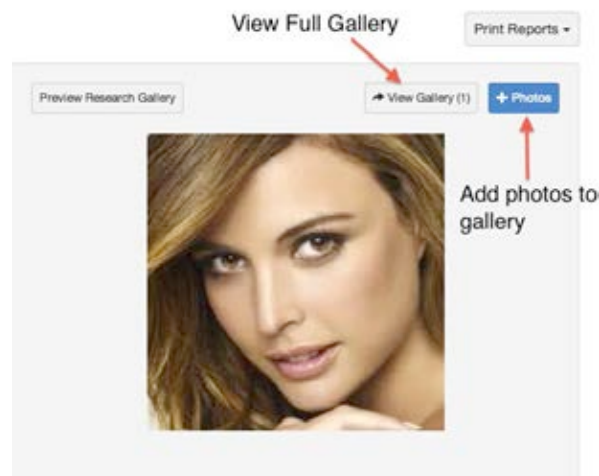 View Full Gallery
Print Reports
Preview Research Gallery
View Gallery (1)
+ Photos
Add photos to
gallery